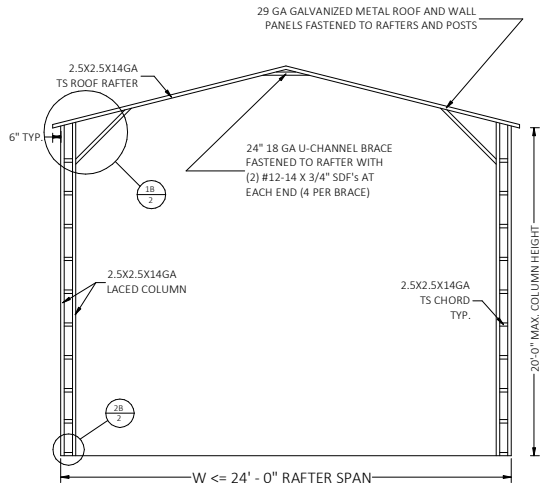 29 GA GALVANIZED METAL ROOF AND WALL
PANELS FASTENED TO RAFTERS AND POSTS
2.5X2.5X14GA
TS ROOF RAFTER
6" TYP.
24" 18 GA U-CHANNEL BRACE
FASTENED TO RAFTER WITH
(2) #12-14 X 3/4" SDF's AT
EACH END (4 PER BRACE)
1B
2
2.5X2.5X14GA
LACED COLUMN
2.5X2.5X14GA
TS CHORD
TYP.
20'-0" MAX. COLUMN HEIGHT
2B
2
W <= 24' - 0" RAFTER SPAN